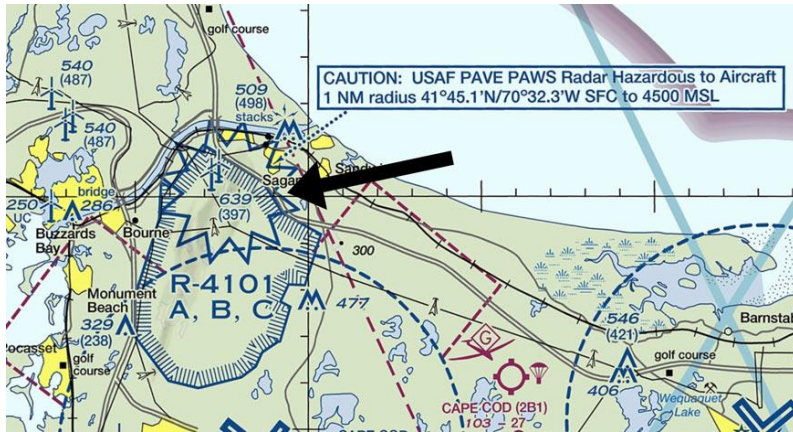 golf course
540
(487)
509
(498)
stacks
CAUTION: USAF PAVE PAWS Radar Hazardous to Aircraft
1 NM radius 41°45.1'N/70°32.3'W SFC to 4500 MSL
540
(487)
bridge
286
250
UC
Buzzards
Bay
Bourne
639
(397)
300
R-4101
A, B, C
Monument
Beach
329
(238)
477
golf
course
G
546
(421)
golf course
406
CAPE COD (2B1)
103 - 27
Wequaquet
Lake